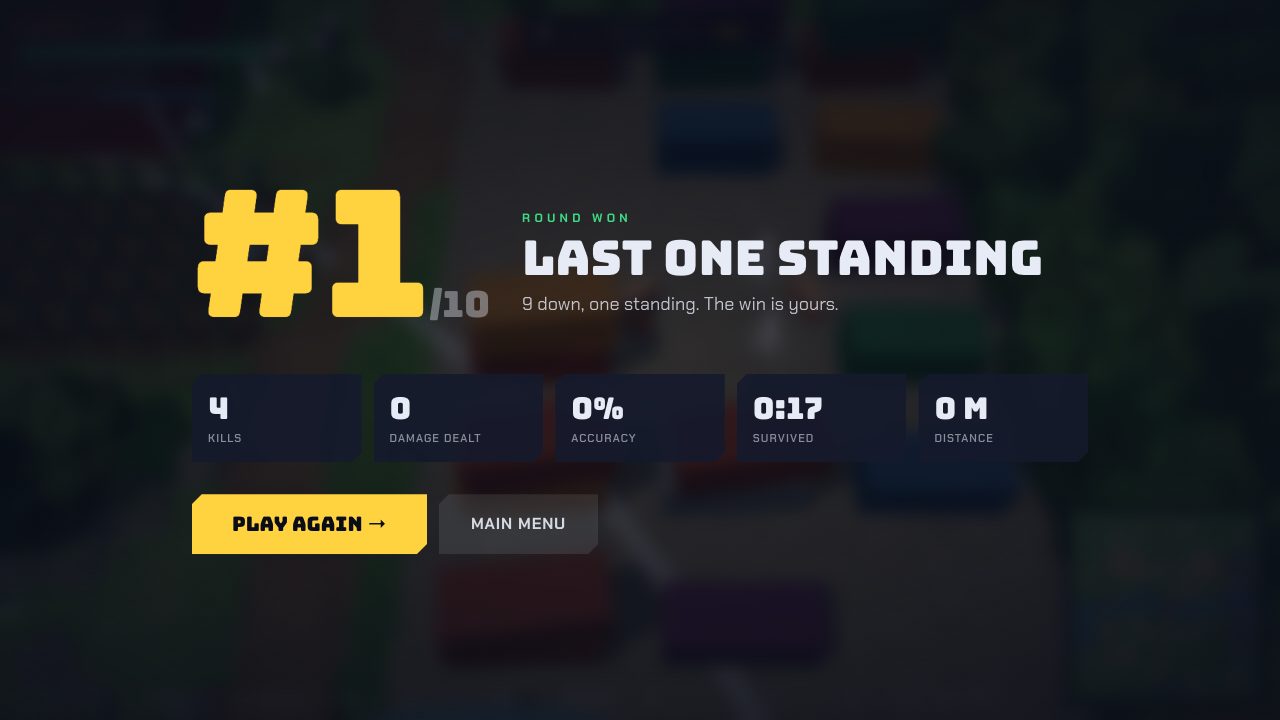 #1/10
ROUND WON
LAST ONE STANDING
9 down, one standing. The win is yours.
4
KILLS
0
DAMAGE DEALT
0%
ACCURACY
0:17
SURVIVED
0 M
DISTANCE
PLAY AGAIN →
MAIN MENU